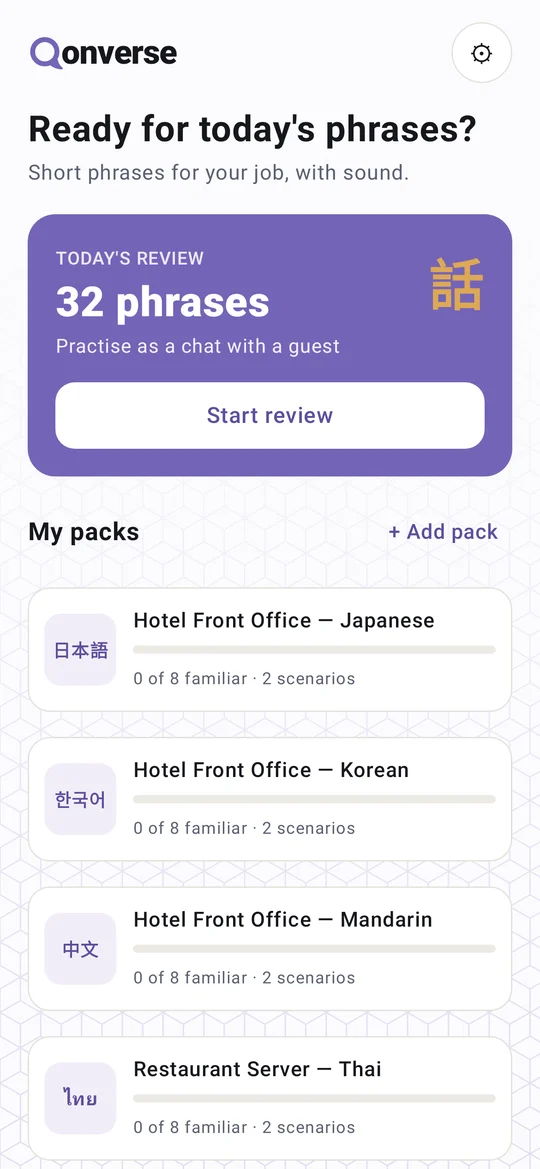 Qonverse
Ready for today's phrases?
Short phrases for your job, with sound.
TODAY'S REVIEW
32 phrases
話
Practise as a chat with a guest
Start review
My packs
+ Add pack
日本語
Hotel Front Office — Japanese
0 of 8 familiar · 2 scenarios
한국어
Hotel Front Office — Korean
0 of 8 familiar · 2 scenarios
中文
Hotel Front Office — Mandarin
0 of 8 familiar · 2 scenarios
ไทย
Restaurant Server — Thai
0 of 8 familiar · 2 scenarios